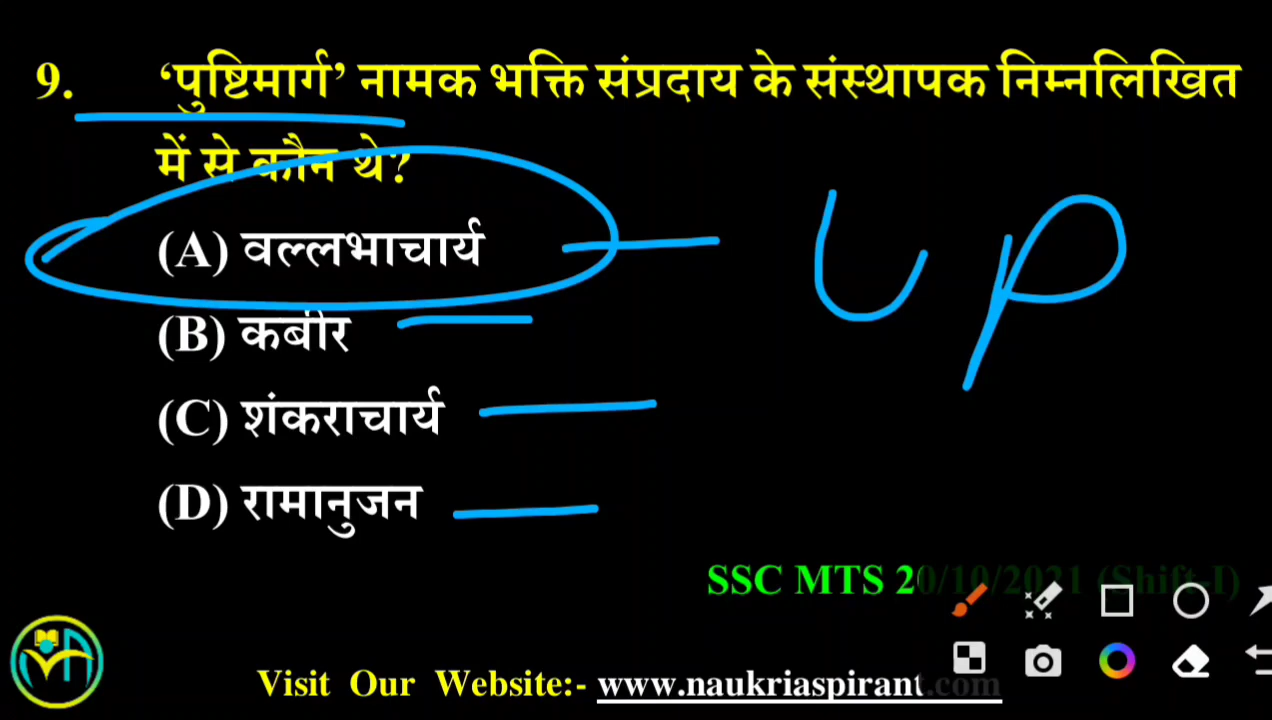 9. ‘पुष्टिमार्ग’ नामक भक्ति संप्रदाय के संस्थापक निम्नलिखित
में से कौन थे?
(A) वल्लभाचार्य
UP
(B) कबीर
(C) शंकराचार्य
(D) रामानुजन
SSC MTS 20/10/2021 (Shift-I)
Visit Our Website:- www.naukriaspirant.com